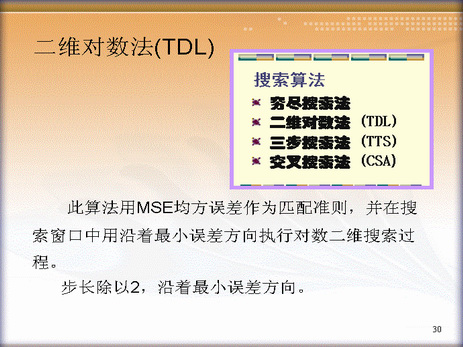 二维对数法(TDL)
搜索算法
穷尽搜索法
二维对数法 (TDL)
三步搜索法 (TTS)
交叉搜索法 (CSA)
此算法用MSE均方误差作为匹配准则，并在搜
索窗口中用沿着最小误差方向执行对数二维搜索过
程。
步长除以2，沿着最小误差方向。
30